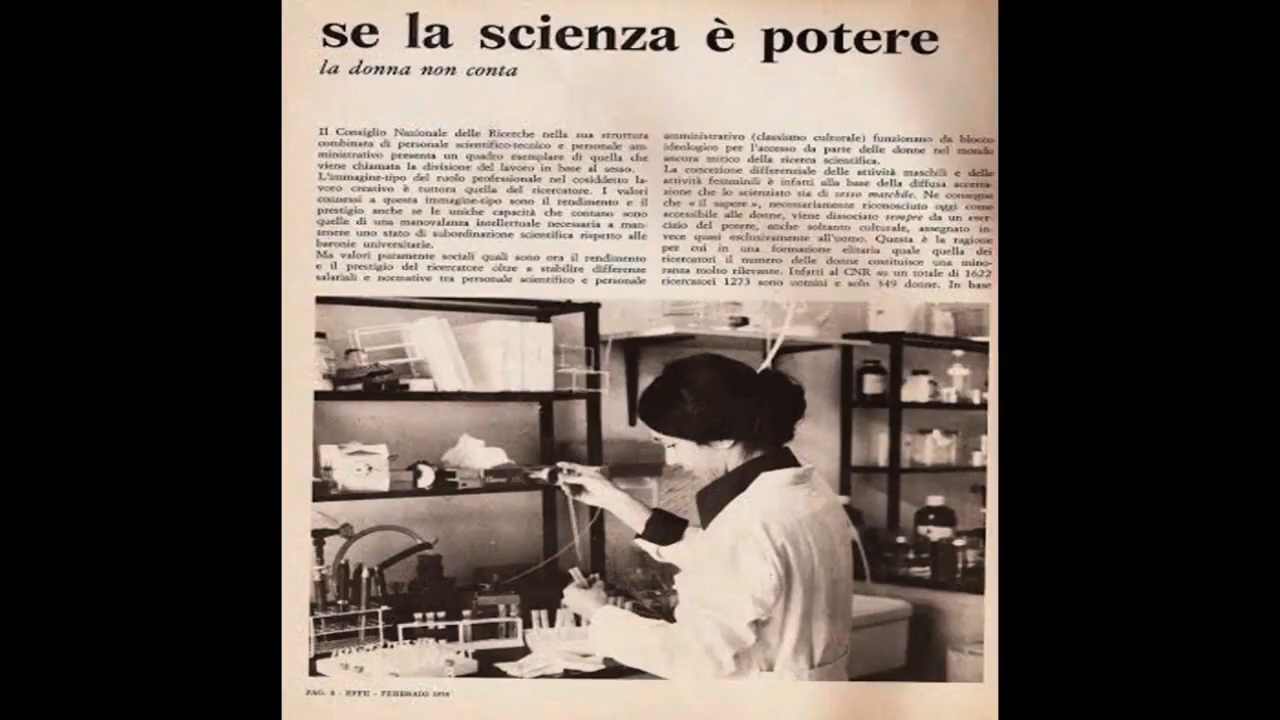 se la scienza è potere
la donna non conta
Il Consiglio Nazionale delle Ricerche nella sua struttura
combinata di personale scientifico-tecnico e personale am-
ministrativo presenta un quadro esemplare di quella che
viene chiamata la divisione del lavoro in base al sesso.
L'immagine-tipo del ruolo professionale nel cosiddetto la-
voro creativo è tuttora quella del ricercatore. I valori
connessi a questa immagine-tipo sono il rendimento e il
prestigio anche se le uniche capacità che contano sono
quelle di una manovalanza intellettuale necessaria a man-
tenere uno stato di subordinazione scientifica rispetto alle
baronie universitarie.
Ma valori puramente sociali quali sono ora il rendimento
e il prestigio del ricercatore oltre a stabilire differenze
salariali e normative tra personale scientifico e personale
amministrativo (classismo culturale) funzionano da blocco
ideologico per l'accesso da parte delle donne nel mondo
ancora mitico della ricerca scientifica.
La concezione differenziale delle attività maschili e delle
attività femminili è infatti alla base della diffusa accetta-
zione che lo scienziato sia di sesso maschile. Ne consegue
che « il sapere », necessariamente riconosciuto oggi come
accessibile alle donne, viene dissociato sempre da un eser-
cizio del potere, anche soltanto culturale, assegnato in-
vece quasi esclusivamente all'uomo. Questa è la ragione
per cui in una formazione elitaria quale quella dei
ricercatori il numero delle donne costituisce una mino-
ranza molto rilevante. Infatti al CNR su un totale di 1622
ricercatori 1273 sono uomini e solo 349 donne. In base
PAG. - EFFE - FEBBRAIO